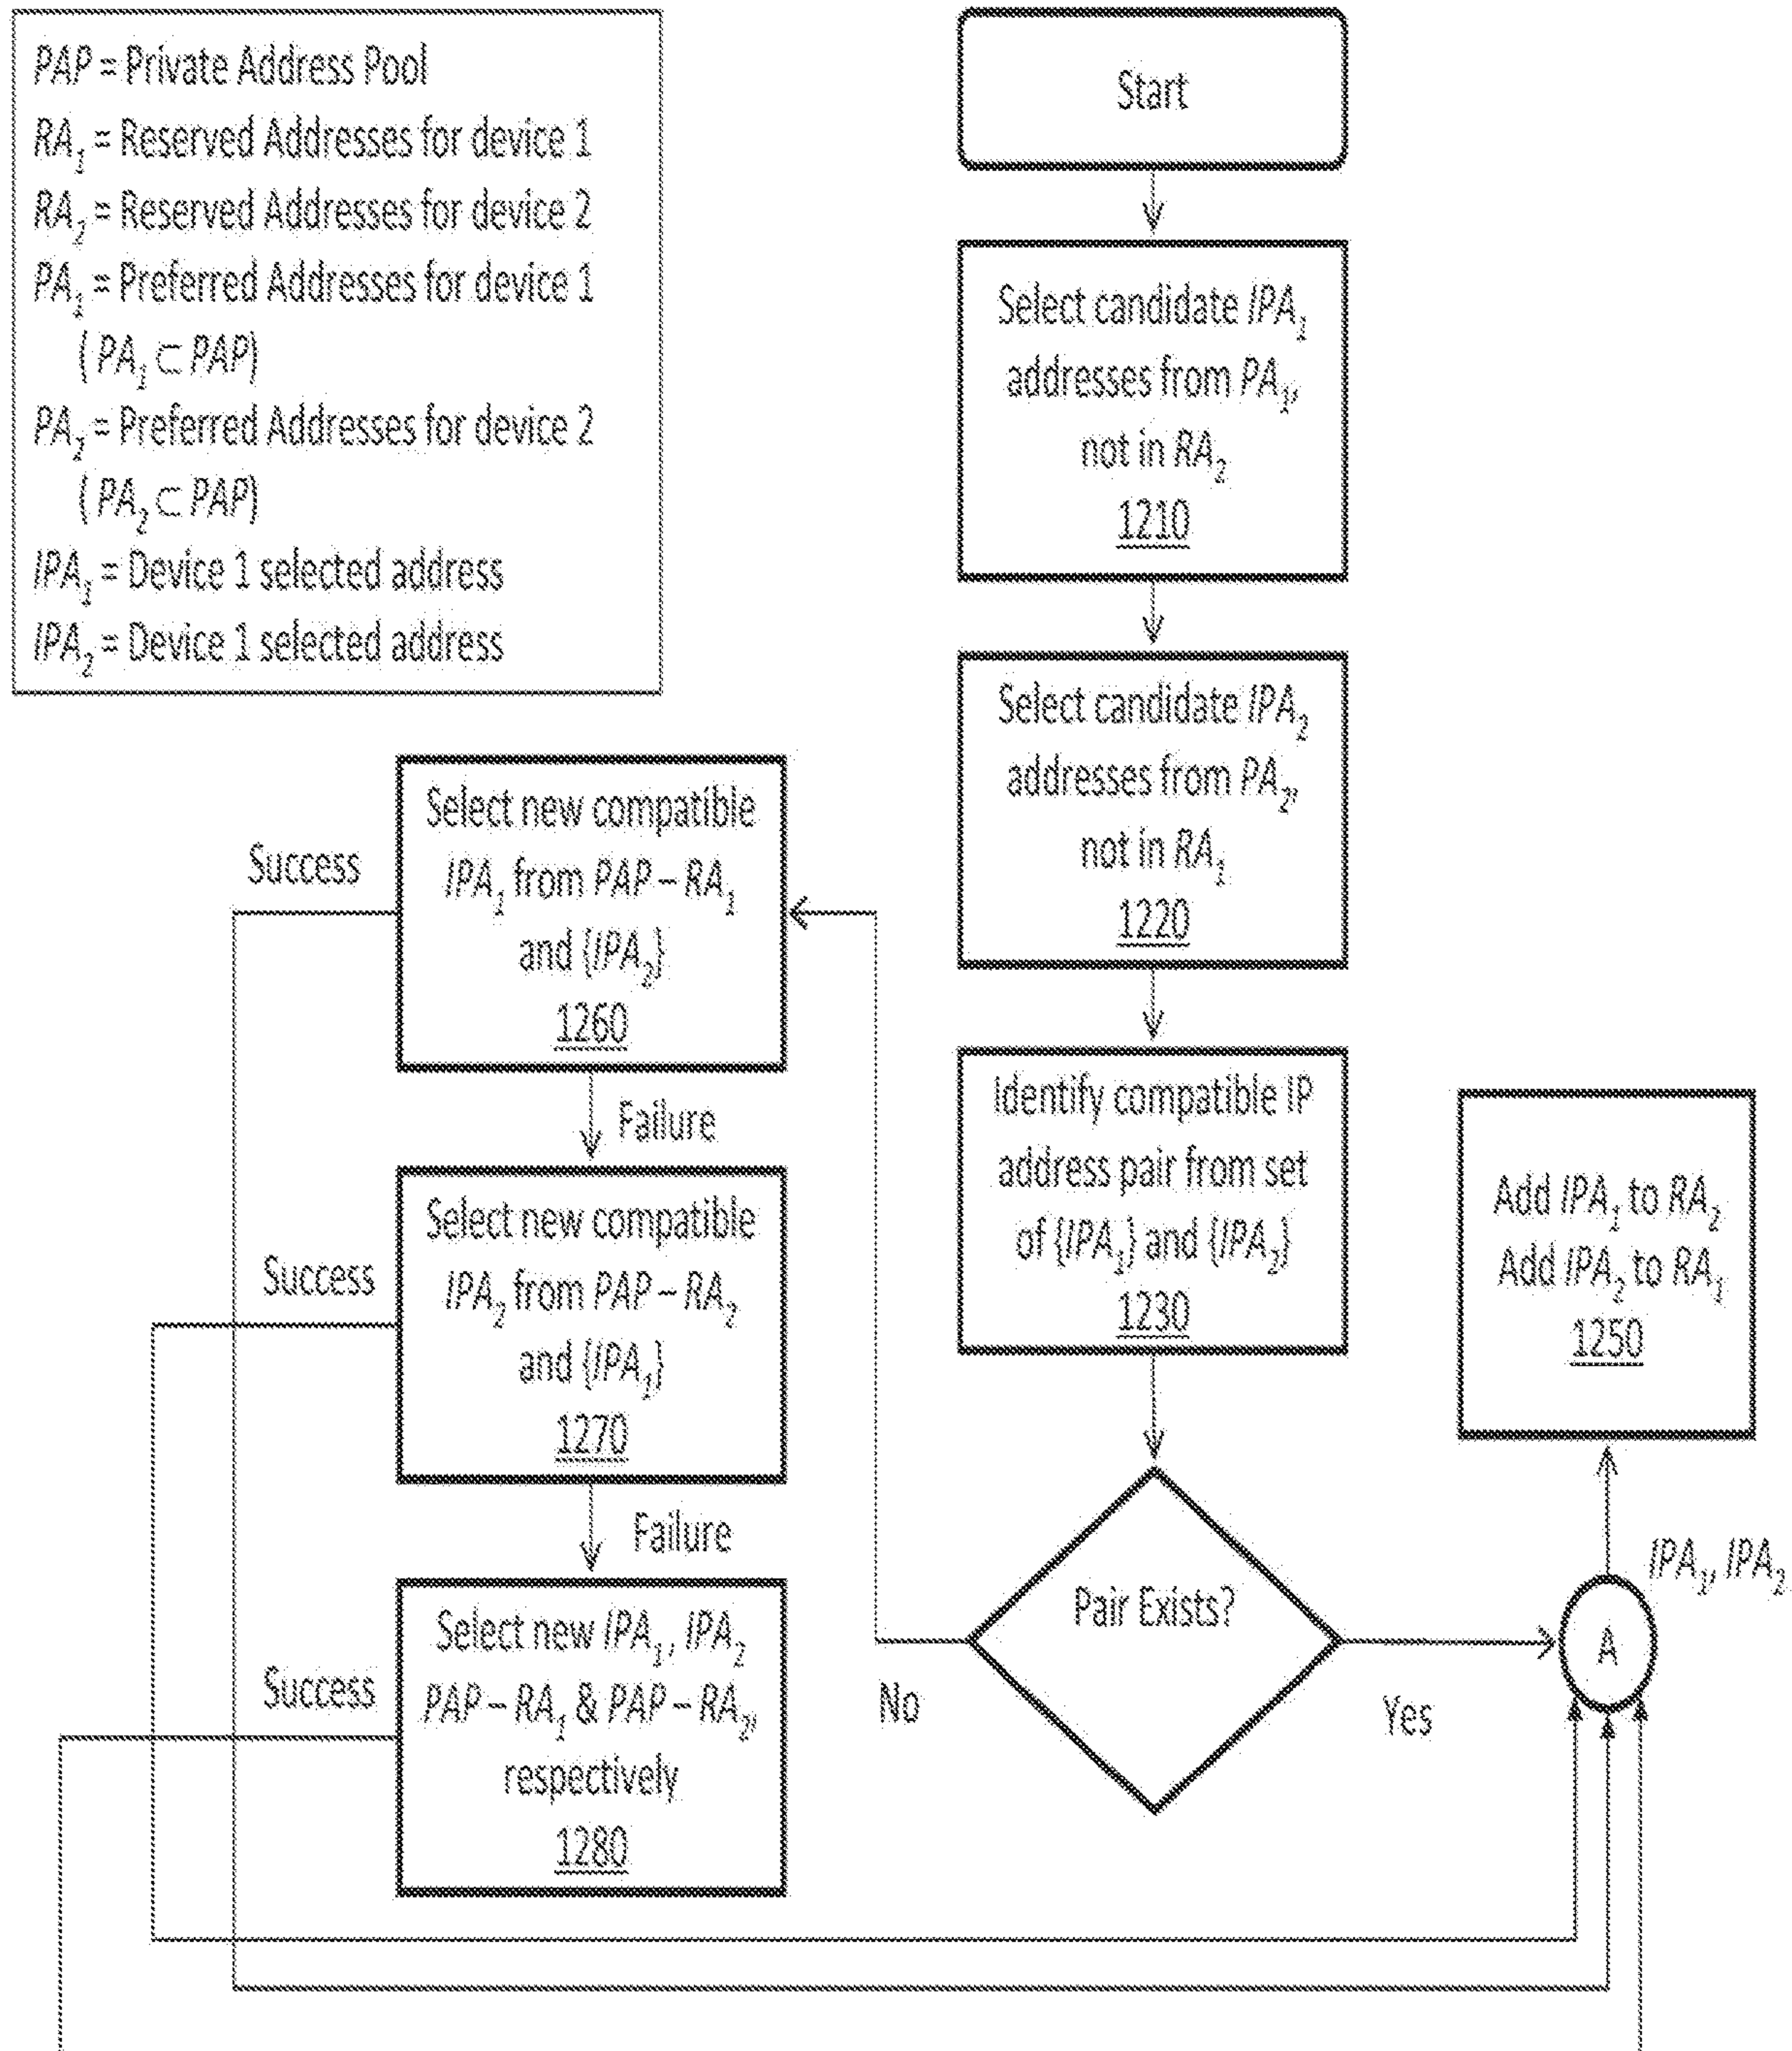 PAP = Private Address Pool
RA₁ = Reserved Addresses for device 1
RA₂ = Reserved Addresses for device 2
PA₁ = Preferred Addresses for device 1
( PA₁ ⊂ PAP)
PA₂ = Preferred Addresses for device 2
( PA₂ ⊂ PAP)
IPA₁ = Device 1 selected address
IPA₂ = Device 1 selected address
Start
Select candidate IPA₁
addresses from PA₁,
not in RA₂
1210
Select candidate IPA₂
addresses from PA₂,
not in RA₁
1220
Identify compatible IP
address pair from set
of {IPA₁} and {IPA₂}
1230
Pair Exists?
No
Yes
A
IPA₁, IPA₂
Add IPA₁ to RA₂
Add IPA₂ to RA₁
1250
Select new compatible
IPA₁ from PAP – RA₁
and {IPA₂}
1260
Success
Failure
Select new compatible
IPA₂ from PAP – RA₂
and {IPA₁}
1270
Success
Failure
Select new IPA₁, IPA₂
PAP – RA₁ & PAP – RA₂,
respectively
1280
Success